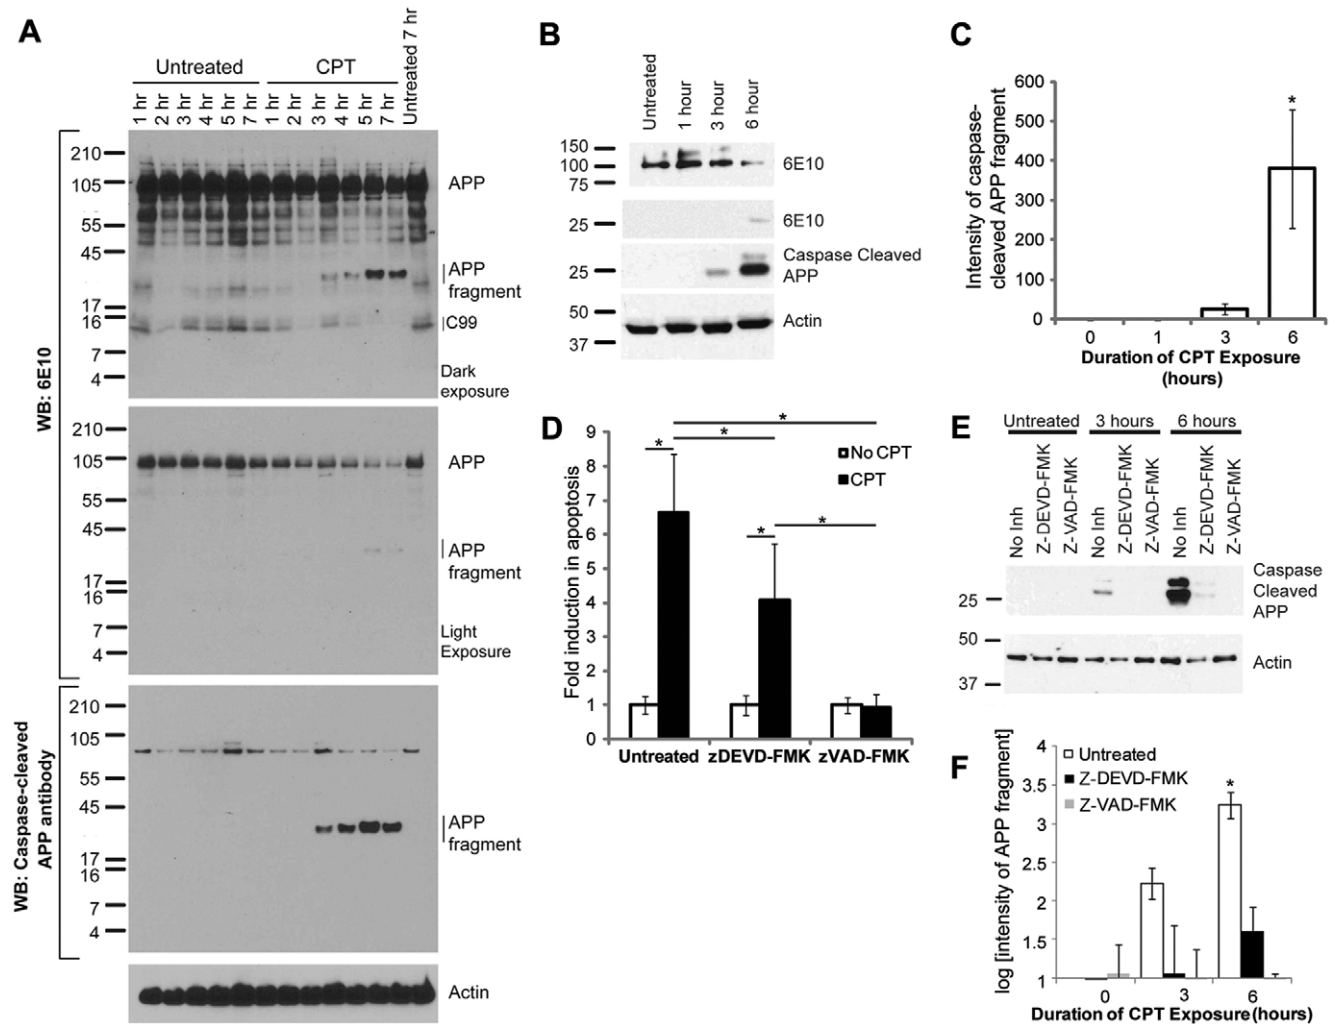 A
Untreated
CPT
Untreated 7 hr
1 hr
2 hr
3 hr
4 hr
5 hr
7 hr
1 hr
2 hr
3 hr
4 hr
5 hr
7 hr
WB: 6E10
210
105
55
45
17
16
7
4
APP
APP
fragment
C99
Dark
exposure
210
105
55
45
17
16
7
4
APP
APP
fragment
Light
Exposure
WB: Caspase-cleaved
APP antibody
210
105
55
45
17
16
7
4
APP
fragment
Actin
B
Untreated
1 hour
3 hour
6 hour
150
100
75
6E10
25
6E10
25
Caspase Cleaved
APP
50
37
Actin
C
Intensity of caspase-
cleaved APP fragment
600
500
400
300
200
100
0
*
0 1 3 6
Duration of CPT Exposure
(hours)
D
Fold induction in apoptosis
9
8
7
6
5
4
3
2
1
0
*
*
*
*
*
No CPT
CPT
Untreated zDEVD-FMK zVAD-FMK
E
Untreated 3 hours 6 hours
No Inh
Z-DEVD-FMK
Z-VAD-FMK
No Inh
Z-DEVD-FMK
Z-VAD-FMK
No Inh
Z-DEVD-FMK
Z-VAD-FMK
25
Caspase
Cleaved
APP
50
37
Actin
F
log [intensity of APP fragment]
4
3.5
3
2.5
2
1.5
1
Untreated
Z-DEVD-FMK
Z-VAD-FMK
*
0 3 6
Duration of CPT Exposure (hours)